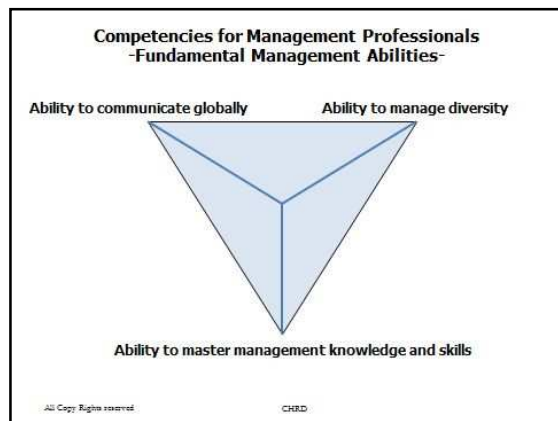 Competencies for Management Professionals
-Fundamental Management Abilities-
Ability to communicate globally
Ability to manage diversity
Ability to master management knowledge and skills
All Copy Rights reserved
CHRD